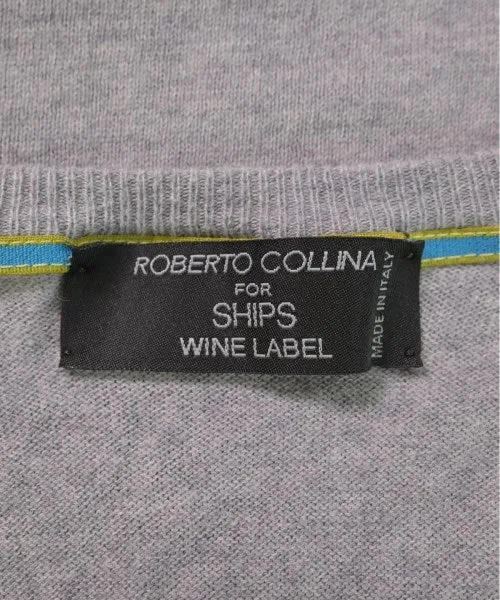 ROBERTO COLLINA
FOR
SHIPS
WINE LABEL
MADE IN ITALY